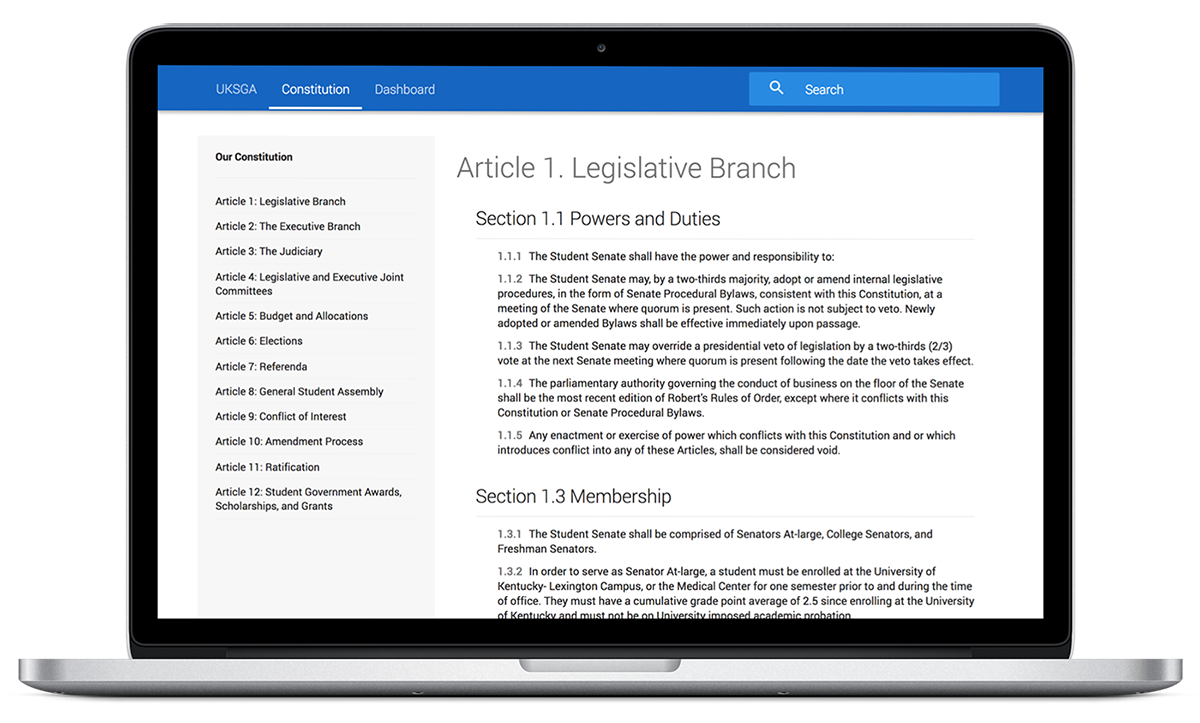 UKSGA
Constitution
Dashboard
Search
Our Constitution
Article 1: Legislative Branch
Article 2: The Executive Branch
Article 3: The Judiciary
Article 4: Legislative and Executive Joint
Committees
Article 5: Budget and Allocations
Article 6: Elections
Article 7: Referenda
Article 8: General Student Assembly
Article 9: Conflict of Interest
Article 10: Amendment Process
Article 11: Ratification
Article 12: Student Government Awards,
Scholarships, and Grants
Article 1. Legislative Branch
Section 1.1 Powers and Duties
1.1.1 The Student Senate shall have the power and responsibility to:
1.1.2 The Student Senate may, by a two-thirds majority, adopt or amend internal legislative
procedures, in the form of Senate Procedural Bylaws, consistent with this Constitution, at a
meeting of the Senate where quorum is present. Such action is not subject to veto. Newly
adopted or amended Bylaws shall be effective immediately upon passage.
1.1.3 The Student Senate may override a presidential veto of legislation by a two-thirds (2/3)
vote at the next Senate meeting where quorum is present following the date the veto takes effect.
1.1.4 The parliamentary authority governing the conduct of business on the floor of the Senate
shall be the most recent edition of Robert's Rules of Order, except where it conflicts with this
Constitution or Senate Procedural Bylaws.
1.1.5 Any enactment or exercise of power which conflicts with this Constitution and or which
introduces conflict into any of these Articles, shall be considered void.
Section 1.3 Membership
1.3.1 The Student Senate shall be comprised of Senators At-large, College Senators, and
Freshman Senators.
1.3.2 In order to serve as Senator At-large, a student must be enrolled at the University of
Kentucky- Lexington Campus, or the Medical Center for one semester prior to and during the time
of office. They must have a cumulative grade point average of 2.5 since enrolling at the University
of Kentucky and must not be on University imposed academic probation